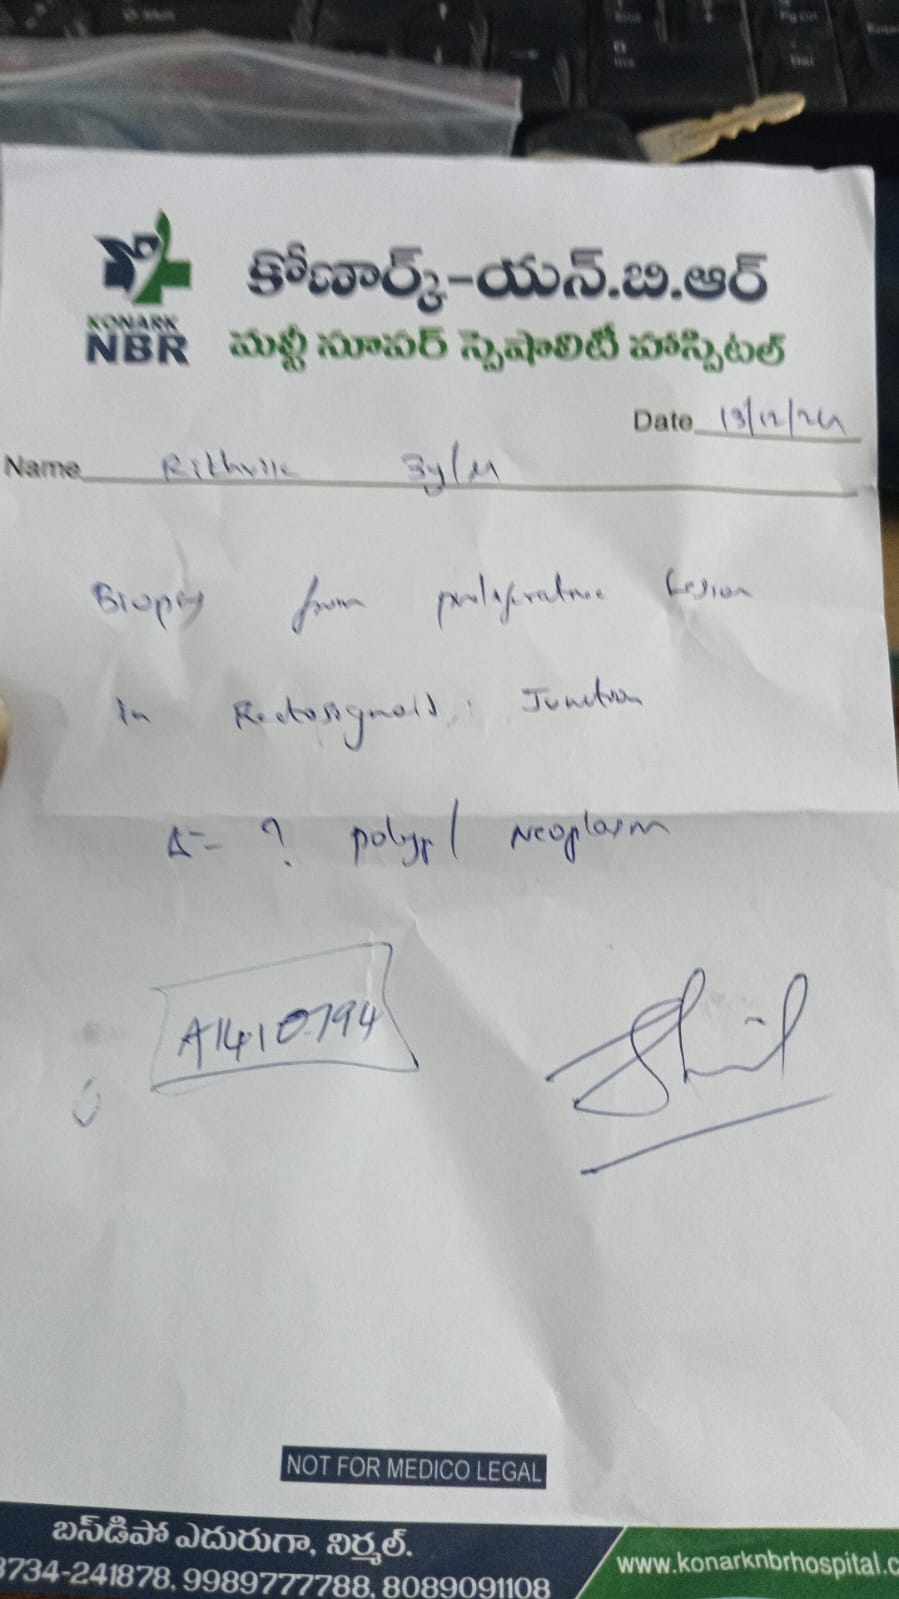 కోణార్క్-యన్.బి.ఆర్
KONARK
NBR
మల్టీ సూపర్ స్పెషాలిటీ హాస్పిటల్
Date 13/12/24
Name 3y/M
Biopsy from proliferative lesion
in Rectosigmoid Junction
Δ= ? polyp / Neoplasm
A1410794
NOT FOR MEDICO LEGAL
బస్‌డిపో ఎదురుగా, నిర్మల్.
8734-241878, 9989777788, 8089091108
www.konarknbrhospital.c